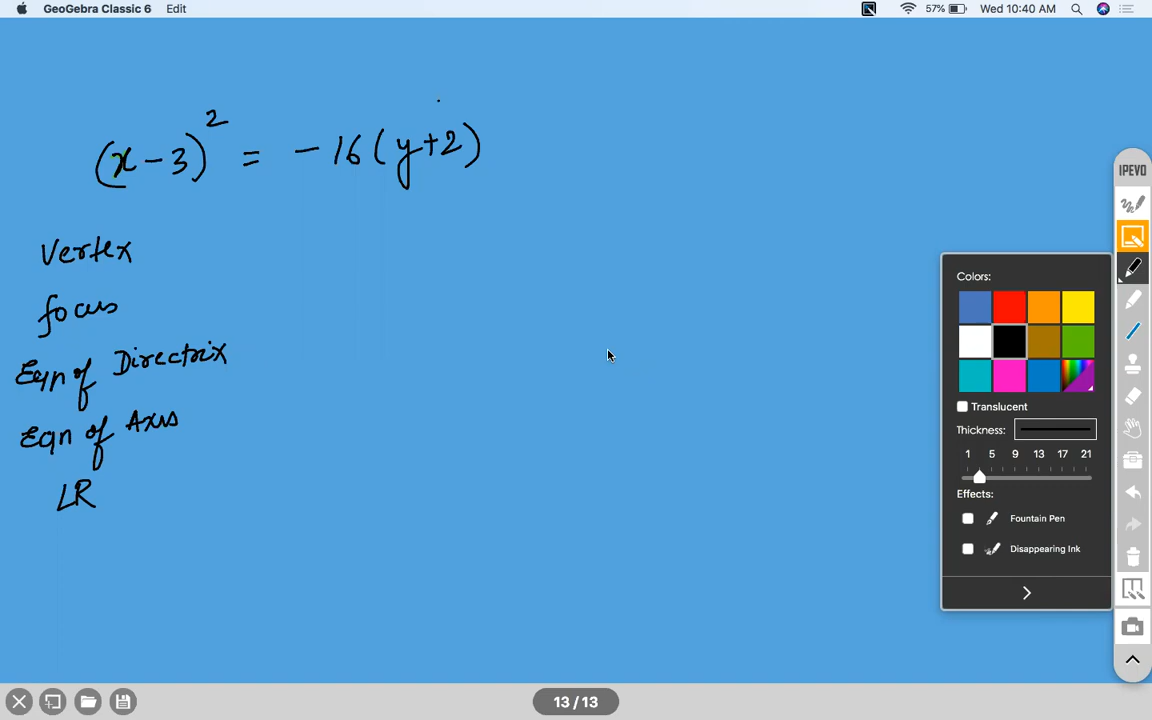 GeoGebra Classic 6 Edit 57% Wed 10:40 AM
(x-3)² = -16(y+2)
IPEVO
Vertex
focus
Eqn of Directrix
Eqn of Axis
LR
Colors:
Translucent
Thickness:
1 5 9 13 17 21
Effects:
Fountain Pen
Disappearing Ink
13 / 13